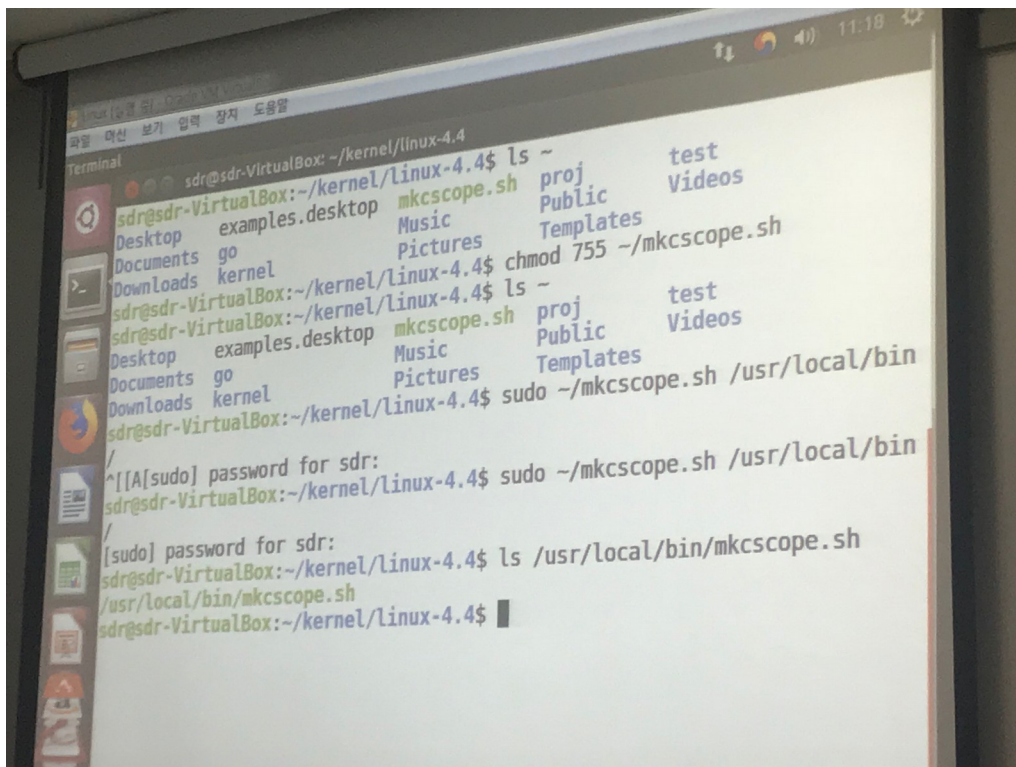 11:18
Linux
Oracle VM
파일 머신 보기 입력 장치 도움말
Terminal
sdr@sdr-VirtualBox: ~/kernel/linux-4.4
sdr@sdr-VirtualBox:~/kernel/linux-4.4$ ls ~
Desktop examples.desktop mkcscope.sh proj test
Documents go Music Public Videos
Downloads kernel Pictures Templates
sdr@sdr-VirtualBox:~/kernel/linux-4.4$ chmod 755 ~/mkcscope.sh
sdr@sdr-VirtualBox:~/kernel/linux-4.4$ ls ~
Desktop examples.desktop mkcscope.sh proj test
Documents go Music Public Videos
Downloads kernel Pictures Templates
sdr@sdr-VirtualBox:~/kernel/linux-4.4$ sudo ~/mkcscope.sh /usr/local/bin
/
^[[A[sudo] password for sdr:
sdr@sdr-VirtualBox:~/kernel/linux-4.4$ sudo ~/mkcscope.sh /usr/local/bin
/
[sudo] password for sdr:
sdr@sdr-VirtualBox:~/kernel/linux-4.4$ ls /usr/local/bin/mkcscope.sh
/usr/local/bin/mkcscope.sh
sdr@sdr-VirtualBox:~/kernel/linux-4.4$